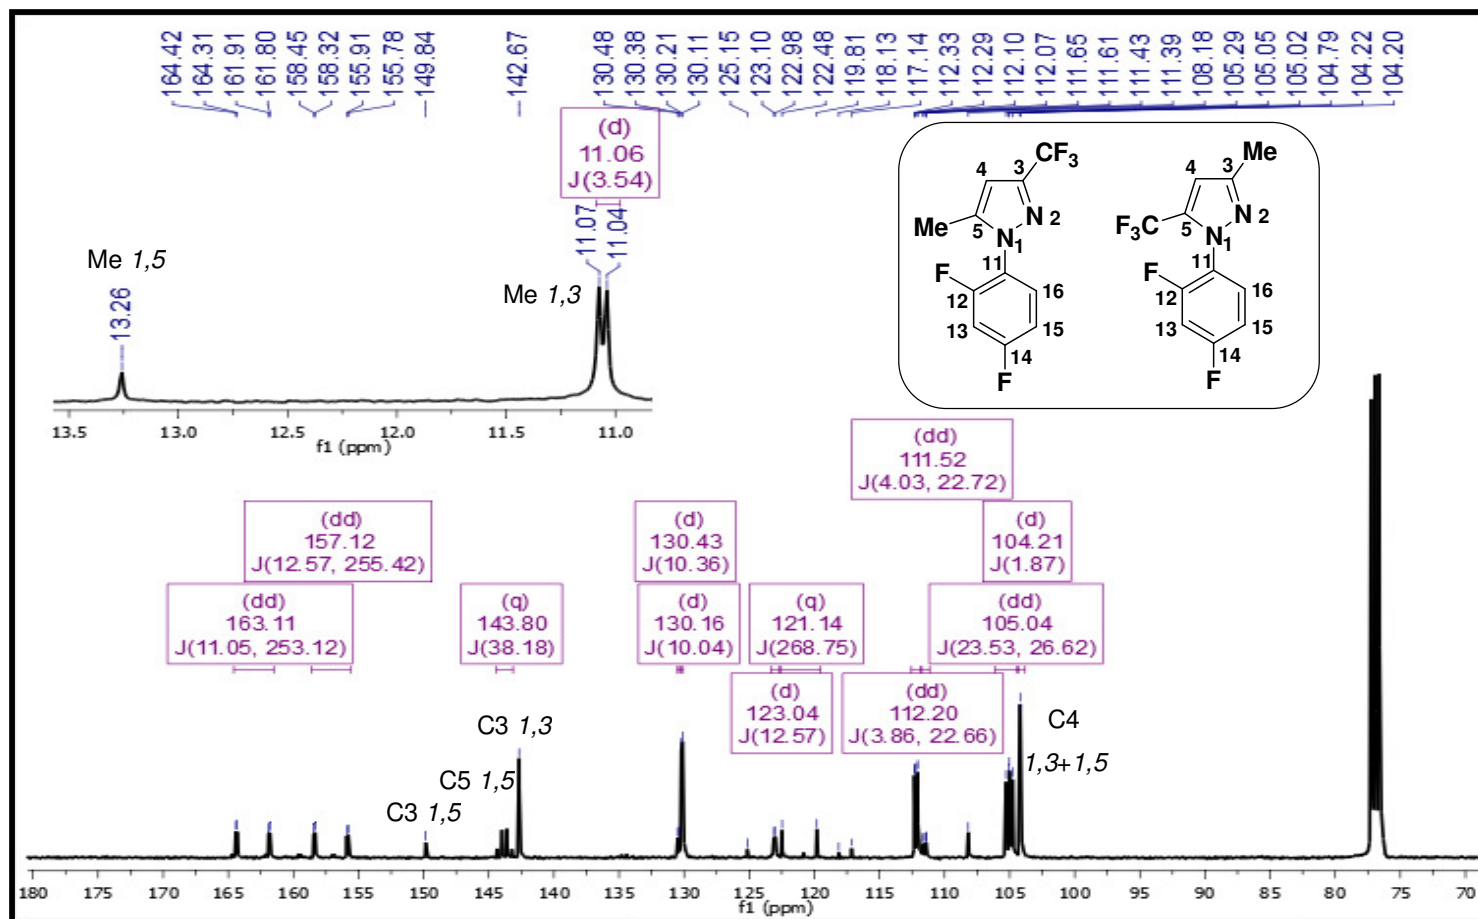 164.42
164.31
161.91
161.80
158.45
158.32
155.91
155.78
149.84
142.67
130.48
130.38
130.21
130.11
125.15
123.10
122.98
122.48
119.81
118.13
117.14
112.33
112.29
112.10
112.07
111.65
111.61
111.43
111.39
108.18
105.29
105.05
105.02
104.79
104.22
104.20
(d)
11.06
J(3.54)
11.07
11.04
Me 1,5
13.26
Me 1,3
13.5 13.0 12.5 12.0 11.5 11.0
f1 (ppm)
CF3
4
3
Me
5
N 2
N1
11
F
12
16
13
15
14
F
Me
4
3
F3C
5
N 2
N1
11
F
12
16
13
15
14
F
(dd)
111.52
J(4.03, 22.72)
(dd)
157.12
J(12.57, 255.42)
(d)
130.43
J(10.36)
(d)
104.21
J(1.87)
(dd)
163.11
J(11.05, 253.12)
(q)
143.80
J(38.18)
(d)
130.16
J(10.04)
(q)
121.14
J(268.75)
(dd)
105.04
J(23.53, 26.62)
(d)
123.04
J(12.57)
(dd)
112.20
J(3.86, 22.66)
C3 1,3
C5 1,5
C3 1,5
C4
1,3+1,5
180 175 170 165 160 155 150 145 140 135 130 125 120 115 110 105 100 95 90 85 80 75 70
f1 (ppm)